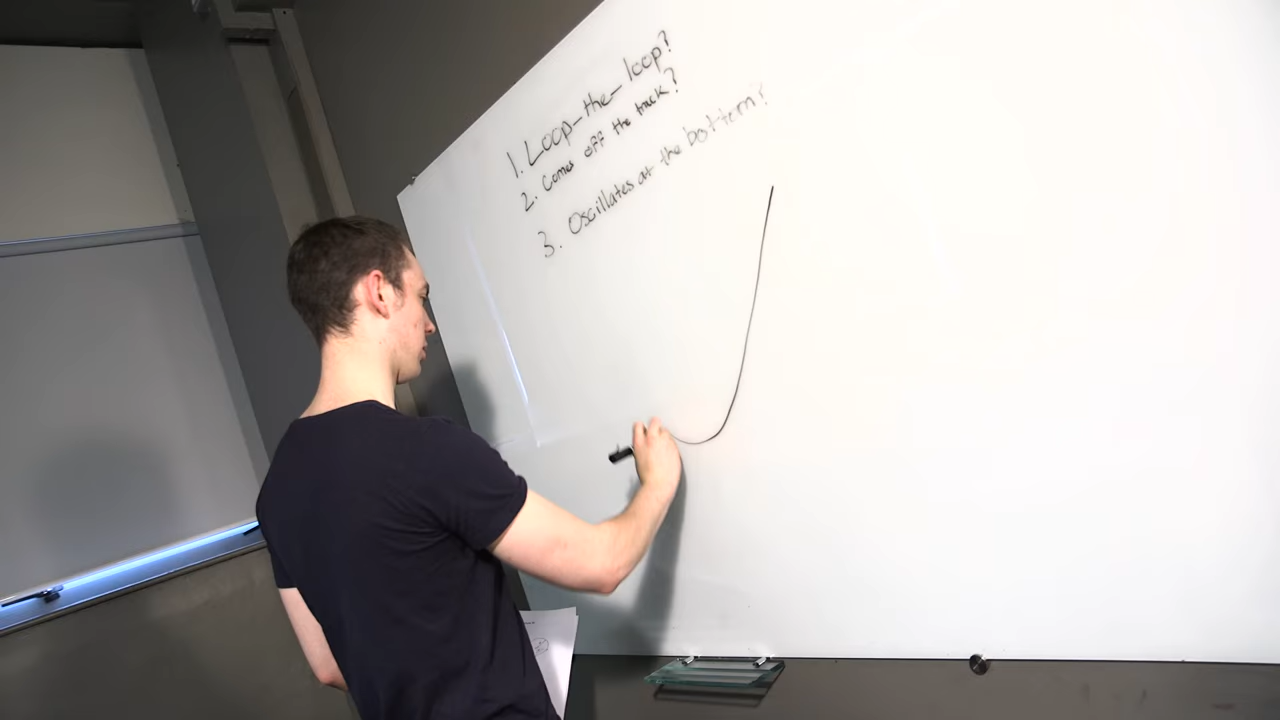 1. Loop-the-loop?
2. Comes off the track?
3. Oscillates at the bottom?